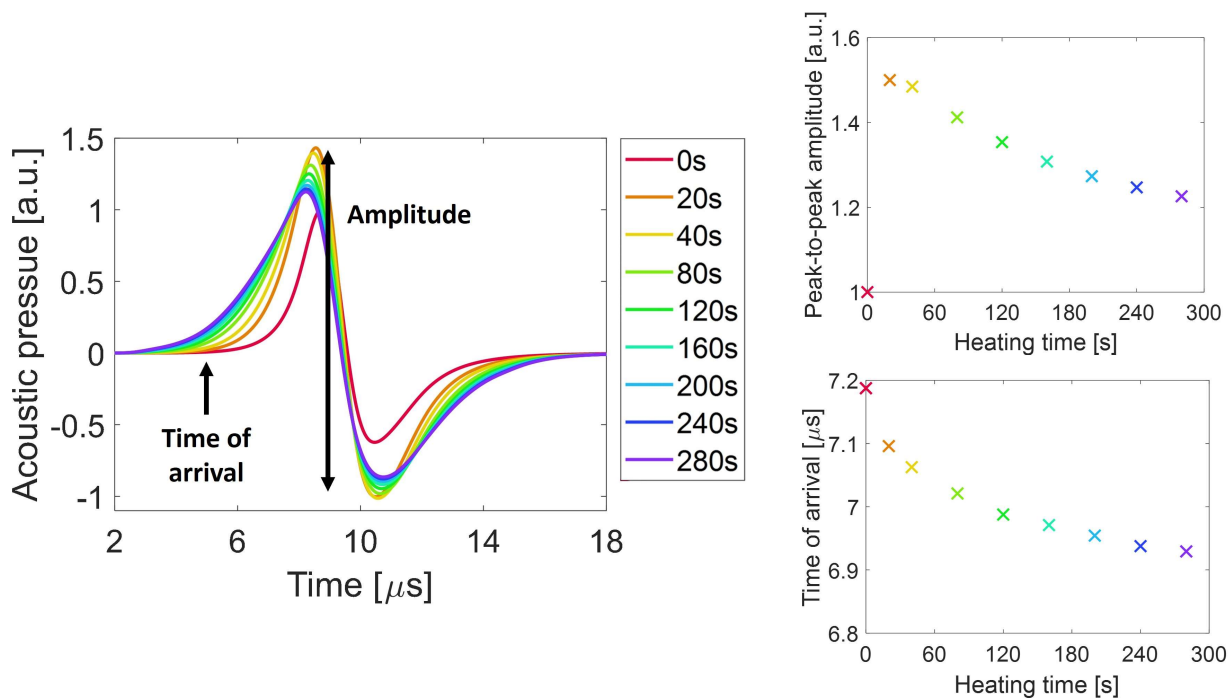 1.5
1
0.5
0
-0.5
-1
Acoustic pressue [a.u.]
2
6
10
14
18
Time [μs]
Amplitude
Time of
arrival
0s
20s
40s
80s
120s
160s
200s
240s
280s
1.6
1.4
1.2
1
Peak-to-peak amplitude [a.u.]
0
60
120
180
240
300
Heating time [s]
7.2
7.1
7
6.9
6.8
Time of arrival [μs
0
60
120
180
240
300
Heating time [s]